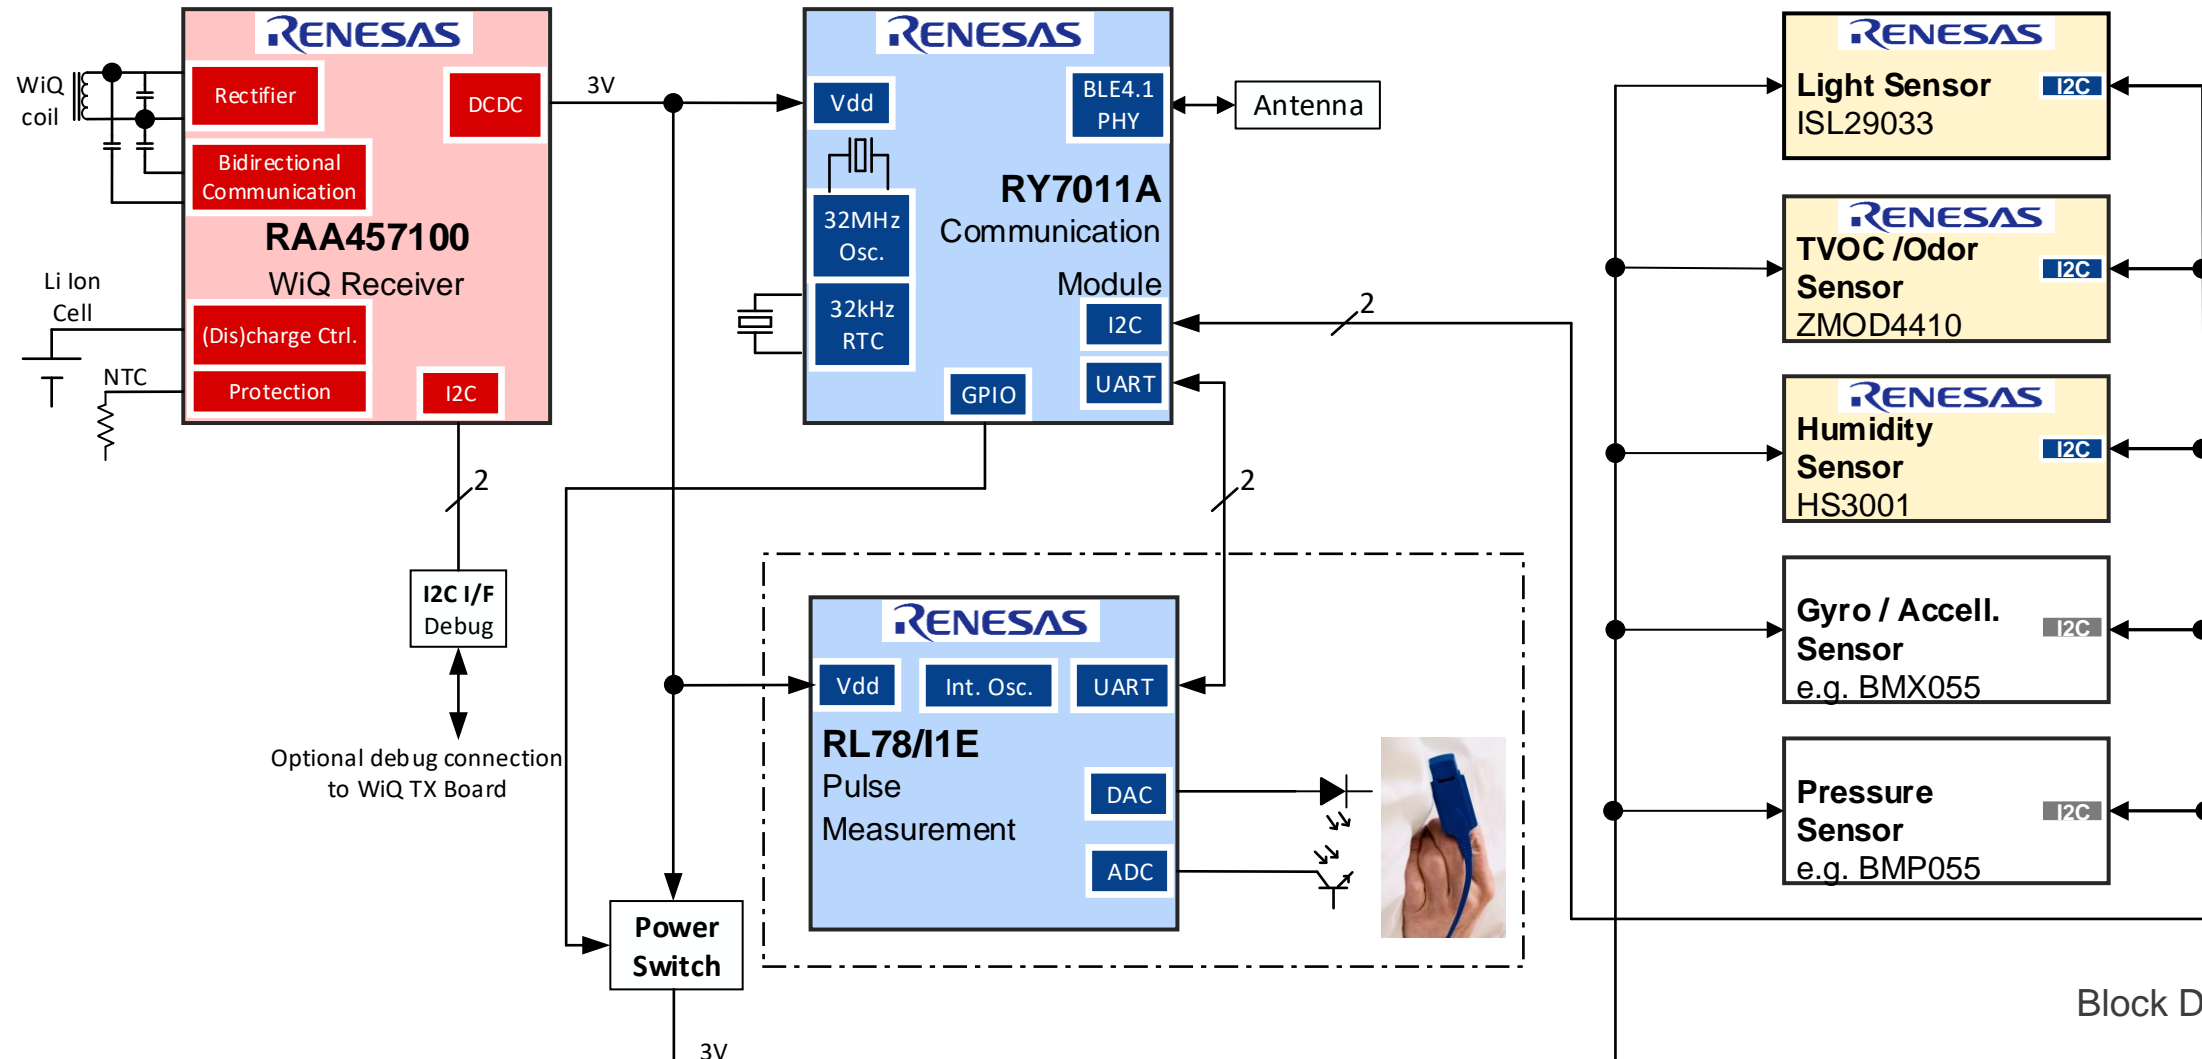 RENESAS
WiQ
coil
Rectifier
DCDC
Bidirectional
Communication
RAA457100
WiQ Receiver
Li Ion
Cell
(Dis)charge Ctrl.
NTC
Protection
I2C
2
I2C I/F
Debug
Optional debug connection
to WiQ TX Board
3V
RENESAS
Vdd
BLE4.1
PHY
Antenna
32MHz
Osc.
RY7011A
Communication
Module
32kHz
RTC
I2C
2
UART
GPIO
2
RENESAS
Vdd
Int. Osc.
UART
RL78/I1E
Pulse
Measurement
DAC
ADC
Power
Switch
3V
RENESAS
Light Sensor
I2C
ISL29033
RENESAS
TVOC /Odor
Sensor
I2C
ZMOD4410
RENESAS
Humidity
Sensor
I2C
HS3001
Gyro / Accell.
Sensor
I2C
e.g. BMX055
Pressure
Sensor
I2C
e.g. BMP055
Block D